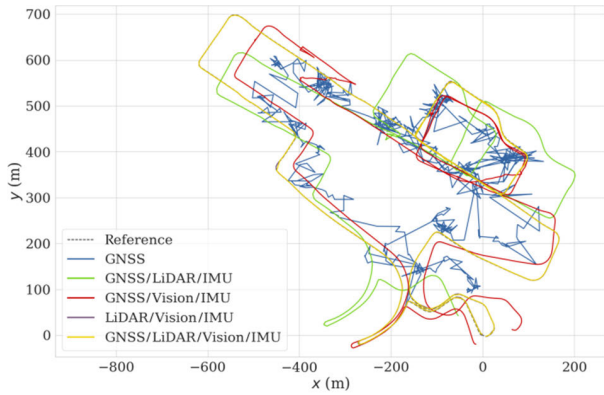 700
600
500
400
300
200
100
0
y (m)
Reference
GNSS
GNSS/LiDAR/IMU
GNSS/Vision/IMU
LiDAR/Vision/IMU
GNSS/LiDAR/Vision/IMU
−800 −600 −400 −200 0 200
x (m)